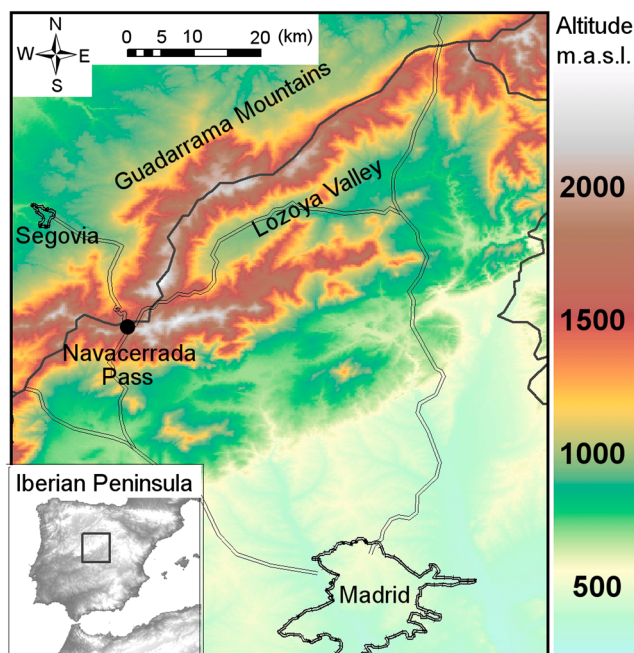 N
W E
S
0 5 10 20 (km)
Altitude
m.a.s.l.
Guadarrama Mountains
Lozoya Valley
Segovia
Navacerrada
Pass
2000
1500
1000
500
Iberian Peninsula
Madrid